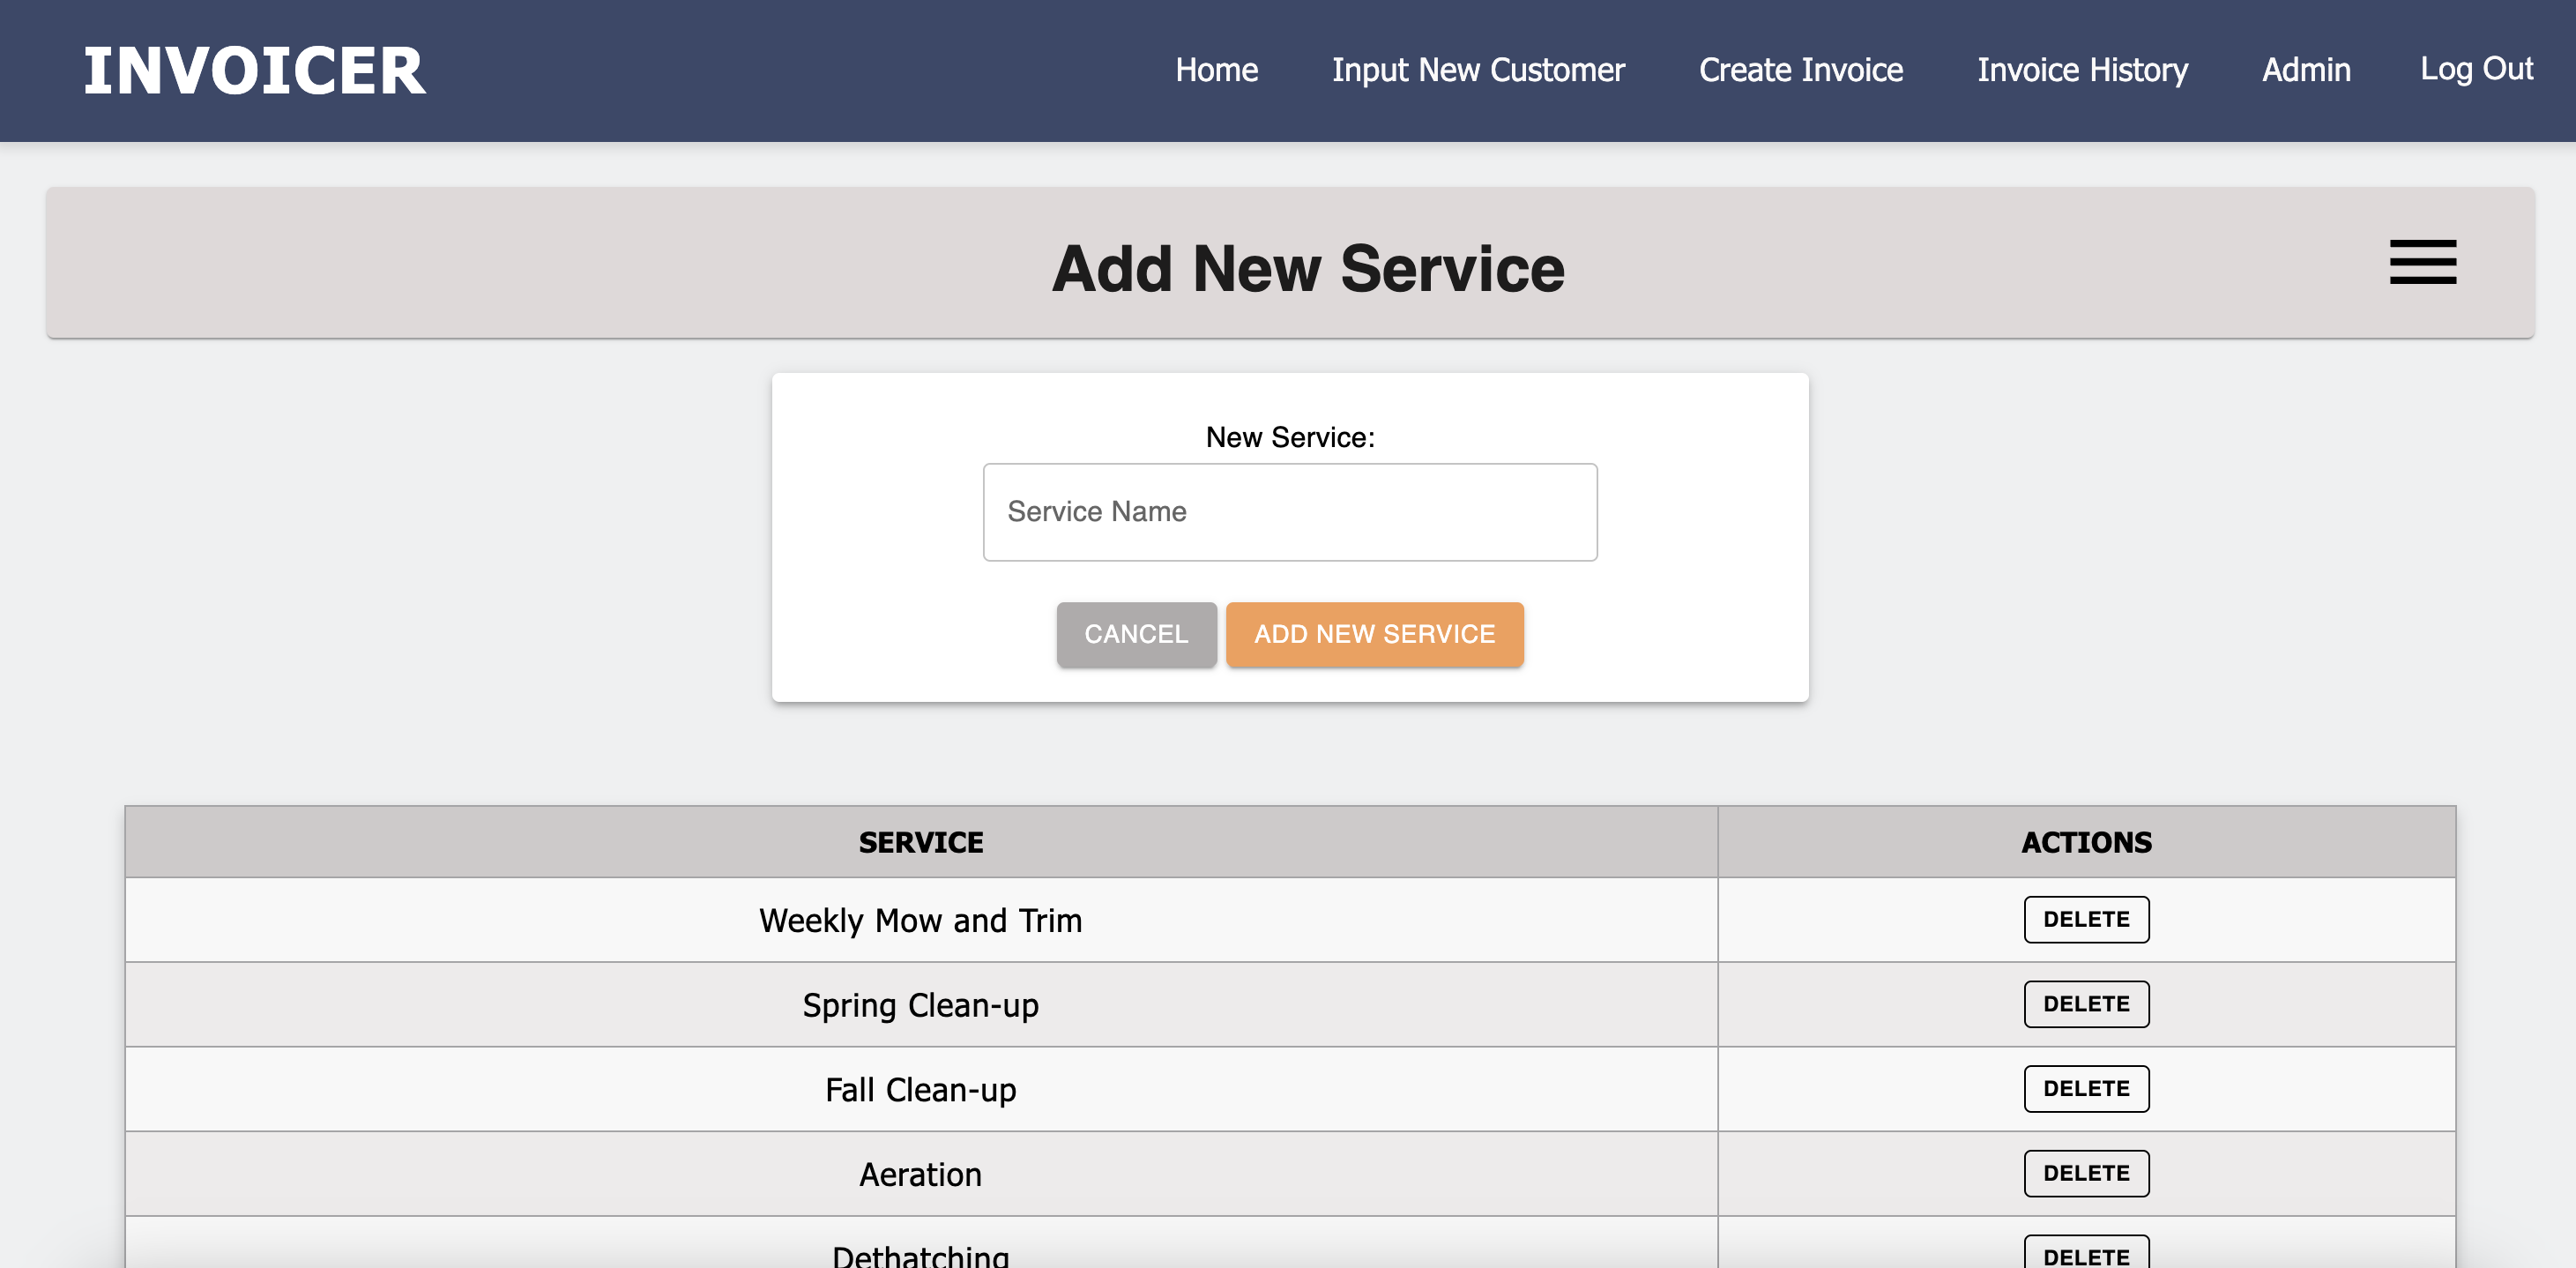 INVOICER
Home Input New Customer Create Invoice Invoice History Admin Log Out
Add New Service
New Service:
Service Name
CANCEL ADD NEW SERVICE
SERVICE ACTIONS
Weekly Mow and Trim DELETE
Spring Clean-up DELETE
Fall Clean-up DELETE
Aeration DELETE
Dethatching DELETE